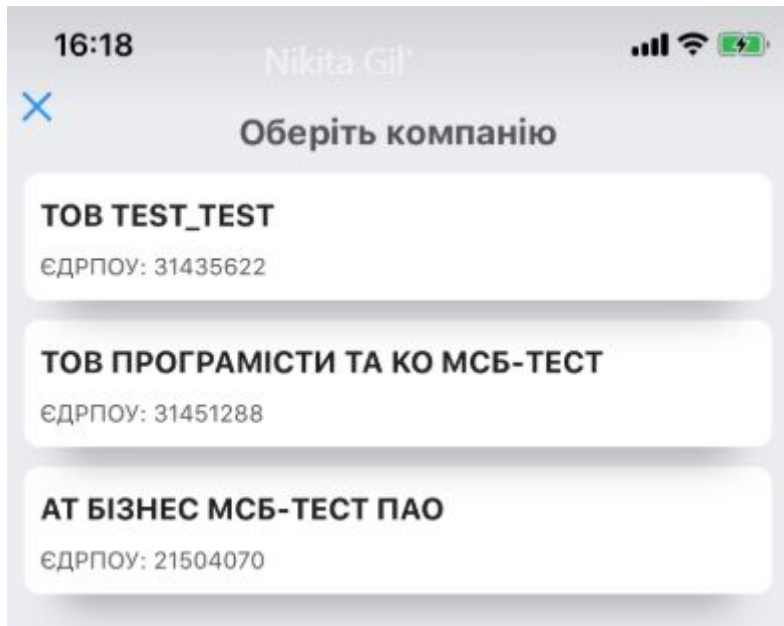 16:18
Nikita Gil'
Оберіть компанію
ТОВ TEST_TEST
ЄДРПОУ: 31435622
ТОВ ПРОГРАМІСТИ ТА КО МСБ-ТЕСТ
ЄДРПОУ: 31451288
АТ БІЗНЕС МСБ-ТЕСТ ПАО
ЄДРПОУ: 21504070